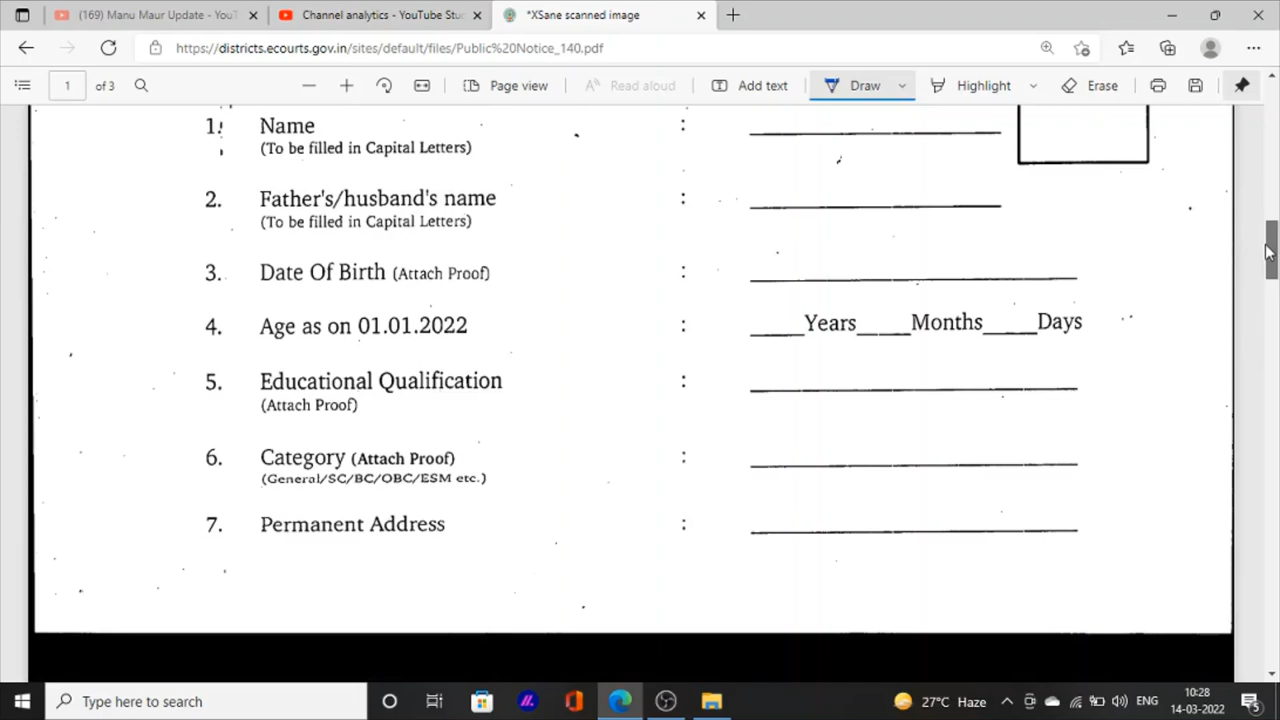 (169) Manu Maur Update - YouT
Channel analytics - YouTube Stu
*XSane scanned image
https://districts.ecourts.gov.in/sites/default/files/Public%20Notice_140.pdf
1 of 3
Page view
Read aloud
Add text
Draw
Highlight
Erase
1. Name :
(To be filled in Capital Letters)
2. Father's/husband's name :
(To be filled in Capital Letters)
3. Date Of Birth (Attach Proof) :
4. Age as on 01.01.2022 : _____Years_____Months_____Days
5. Educational Qualification :
(Attach Proof)
6. Category (Attach Proof) :
(General/SC/BC/OBC/ESM etc.)
7. Permanent Address :
Type here to search
27°C Haze
ENG
10:28
14-03-2022
5